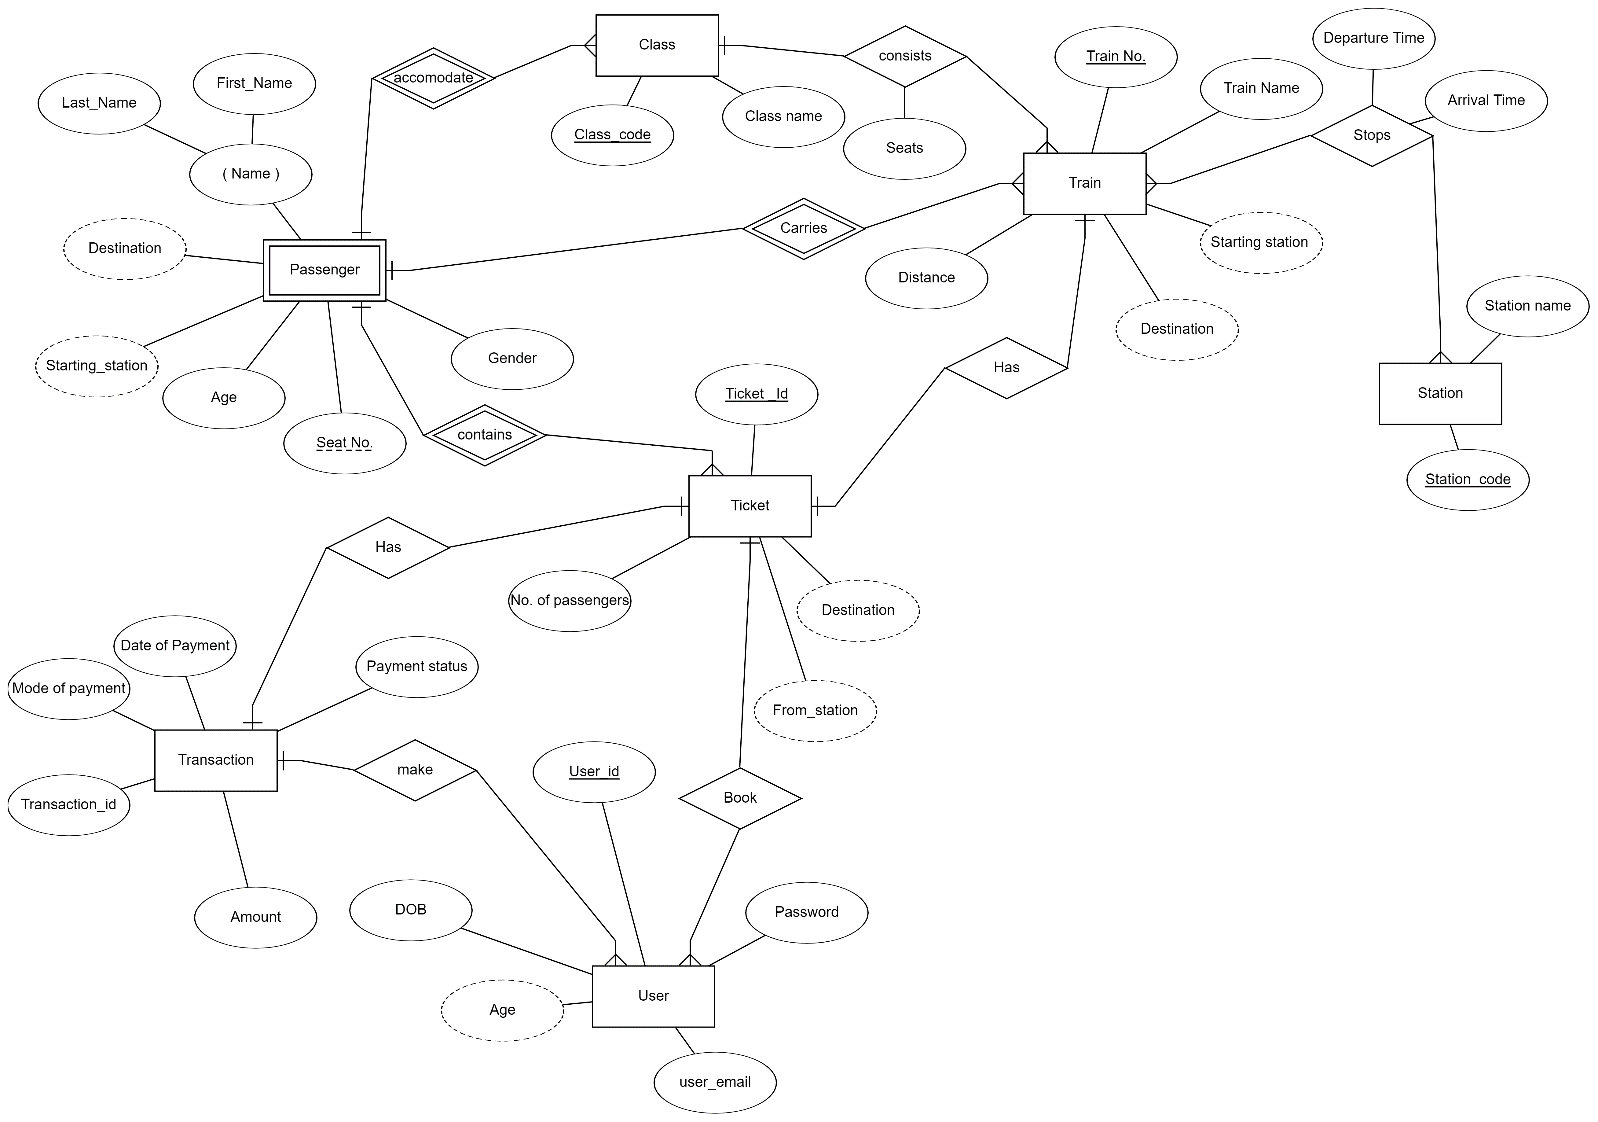 Class
Departure Time
Train No.
consists
accomodate
First_Name
Train Name
Last_Name
Arrival Time
Class name
Class_code
Stops
Seats
( Name )
Train
Carries
Starting station
Destination
Passenger
Distance
Station name
Destination
Gender
Starting_station
Has
Ticket _Id
Station
Age
contains
Seat No.
Station_code
Ticket
Has
No. of passengers
Destination
Date of Payment
Payment status
Mode of payment
From_station
Transaction
make
User_id
Book
Transaction_id
DOB
Password
Amount
User
Age
user_email